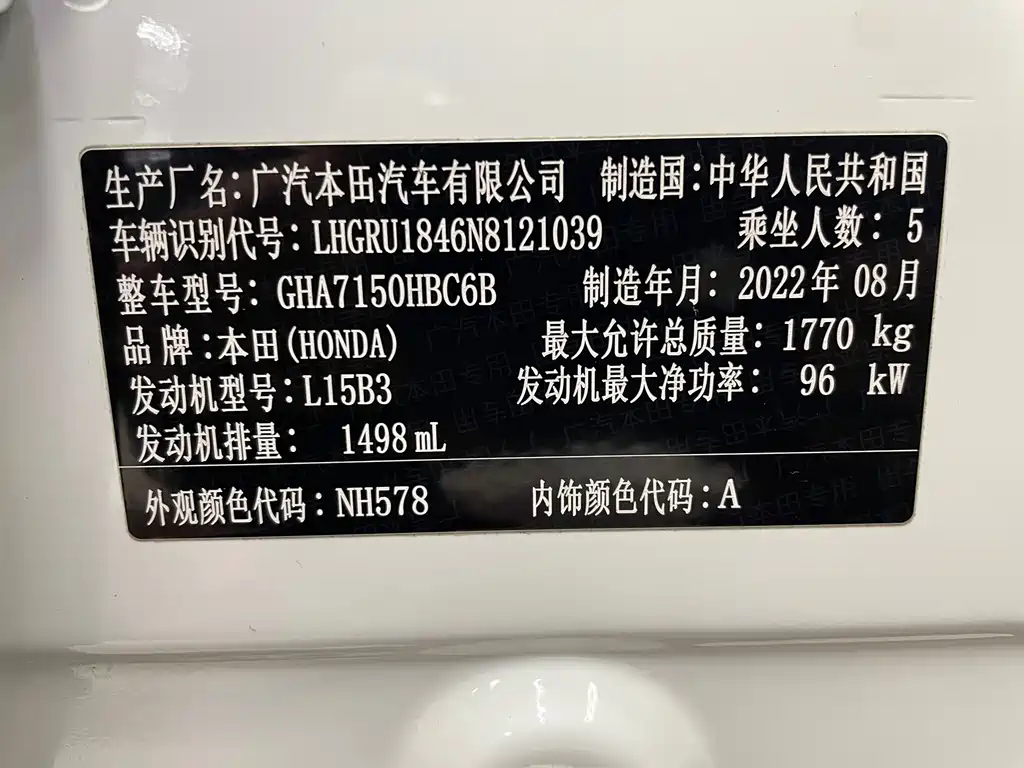 生产厂名:广汽本田汽车有限公司 制造国:中华人民共和国
车辆识别代号:LHGRU1846N8121039 乘坐人数: 5
整车型号: GHA7150HBC6B 制造年月: 2022年 08月
品 牌:本田(HONDA) 最大允许总质量: 1770 kg
发动机型号:L15B3 发动机最大净功率: 96 kW
发动机排量: 1498 mL
外观颜色代码:NH578 内饰颜色代码:A